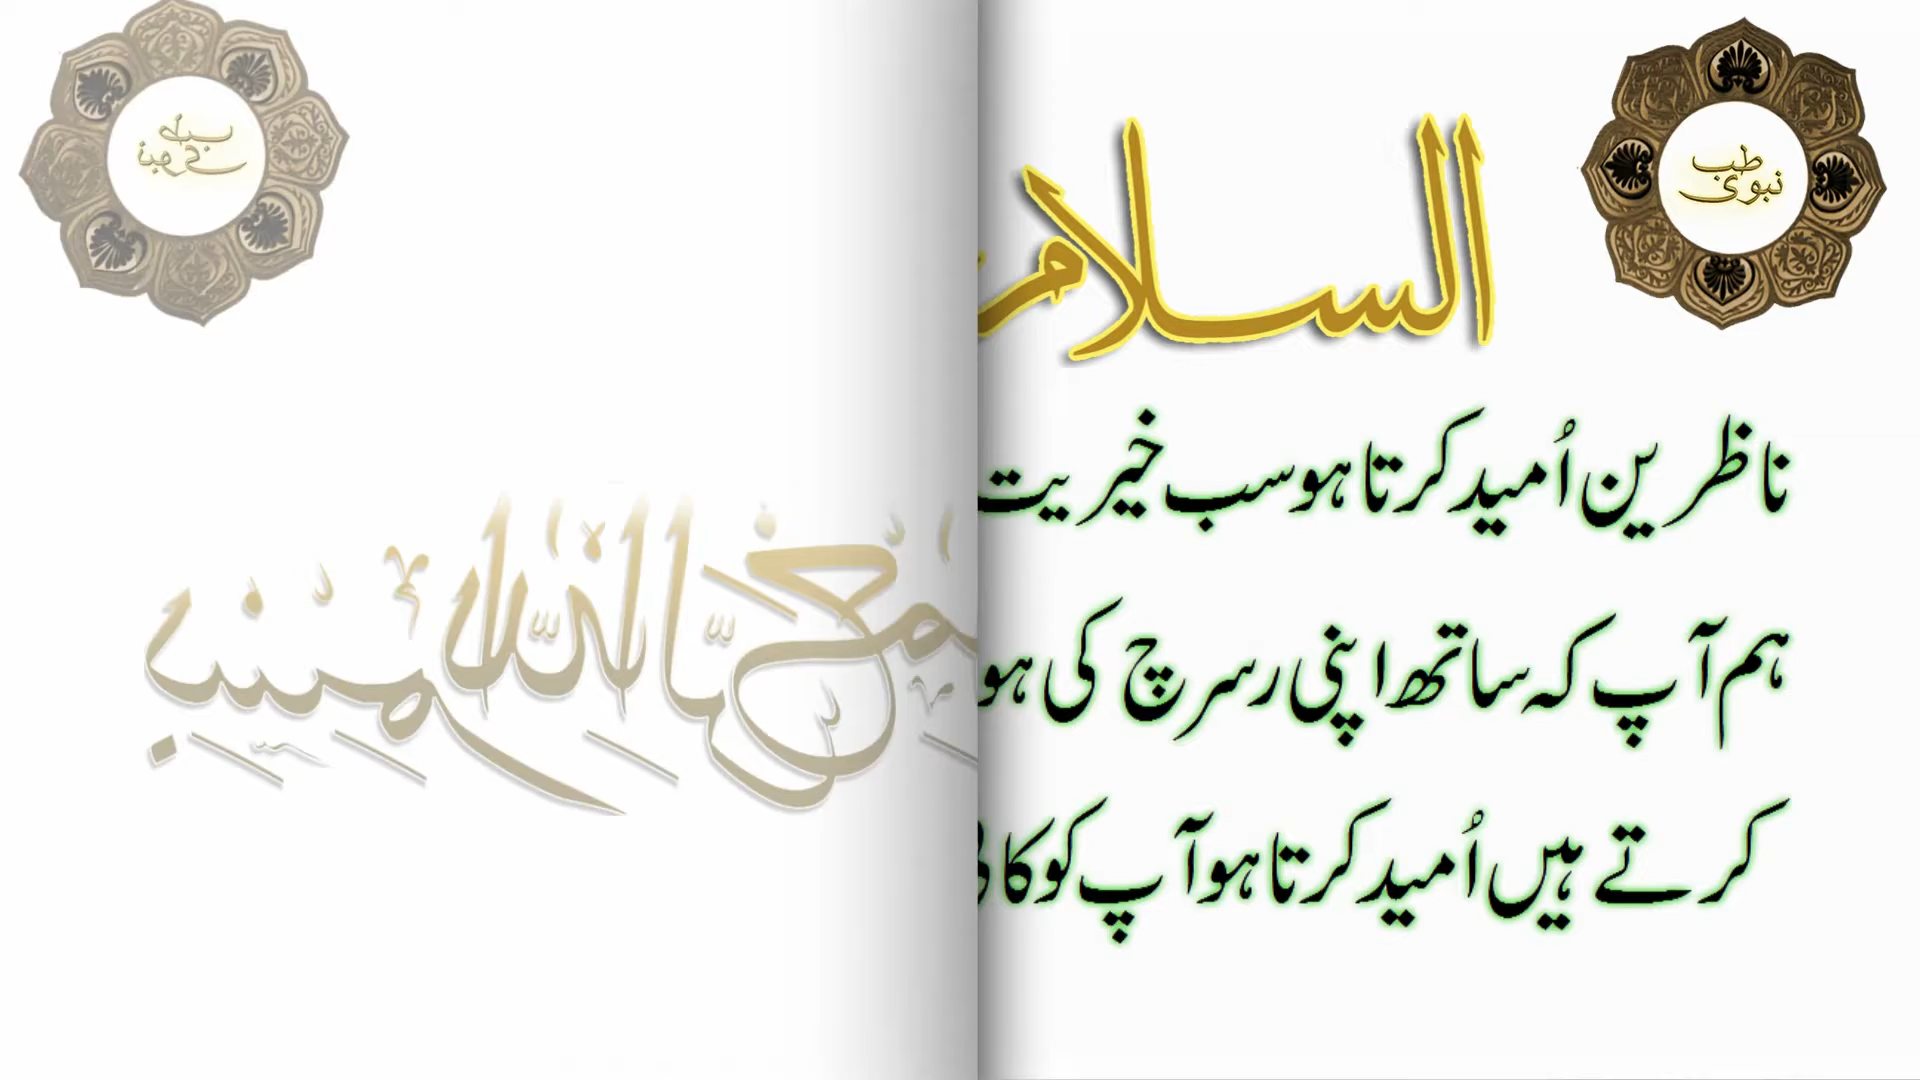 طب
نبوی
السلام
ناظرین اُمید کرتا ہو سب خیریت
ہم آپ کہ ساتھ اپنی رسرچ کی ہو
کرتے ہیں اُمید کرتا ہو آپ کو